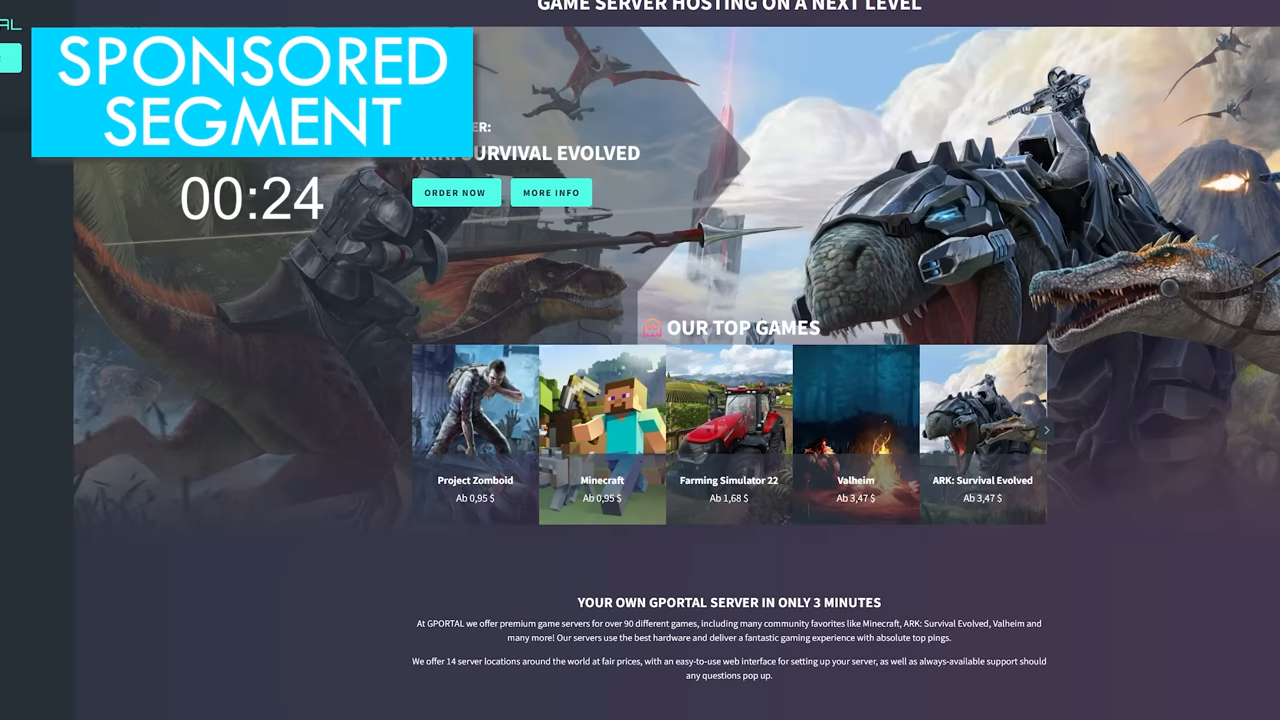 GAME SERVER HOSTING ON A NEXT LEVEL
AL
SPONSORED
SEGMENT
ER:
SURVIVAL EVOLVED
00:24
ORDER NOW
MORE INFO
OUR TOP GAMES
Project Zomboid
Ab 0,95 $
Minecraft
Ab 0,95 $
Farming Simulator 22
Ab 1,68 $
Valheim
Ab 3,47 $
ARK: Survival Evolved
Ab 3,47 $
YOUR OWN GPORTAL SERVER IN ONLY 3 MINUTES
At GPORTAL we offer premium game servers for over 90 different games, including many community favorites like Minecraft, ARK: Survival Evolved, Valheim and
many more! Our servers use the best hardware and deliver a fantastic gaming experience with absolute top pings.
We offer 14 server locations around the world at fair prices, with an easy-to-use web interface for setting up your server, as well as always-available support should
any questions pop up.